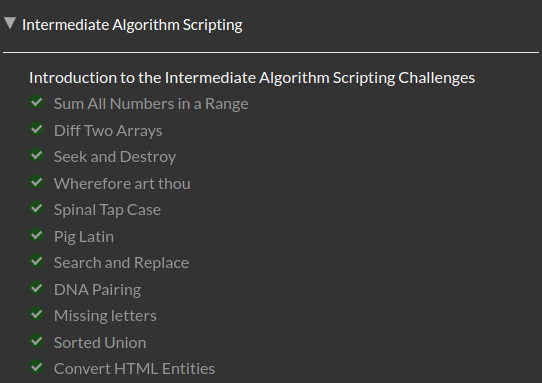 Intermediate Algorithm Scripting
Introduction to the Intermediate Algorithm Scripting Challenges
Sum All Numbers in a Range
Diff Two Arrays
Seek and Destroy
Wherefore art thou
Spinal Tap Case
Pig Latin
Search and Replace
DNA Pairing
Missing letters
Sorted Union
Convert HTML Entities